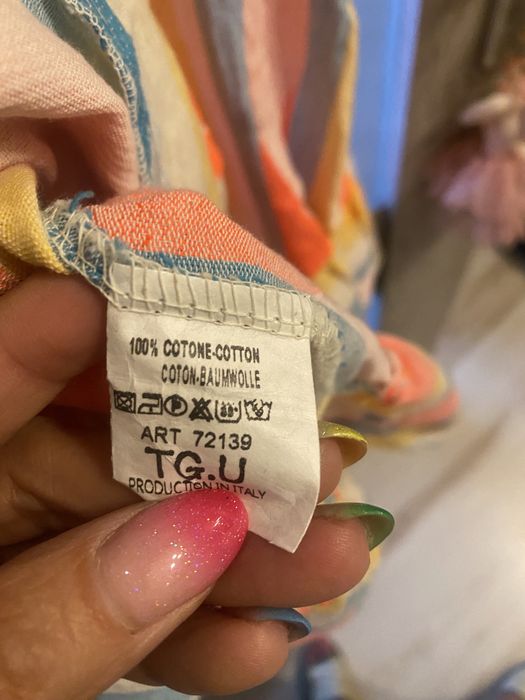 100% COTONE-COTTON
COTON-BAUMWOLLE
ART 72139
TG.U
PRODUCTION IN ITALY